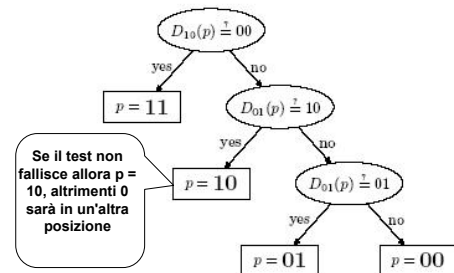 D₁₀(p) ≟ 00
yes
no
p = 11
D₀₁(p) ≟ 10
yes
no
Se il test non
fallisce allora p =
10, altrimenti 0
sarà in un'altra
posizione
p = 10
D₀₁(p) ≟ 01
yes
no
p = 01
p = 00